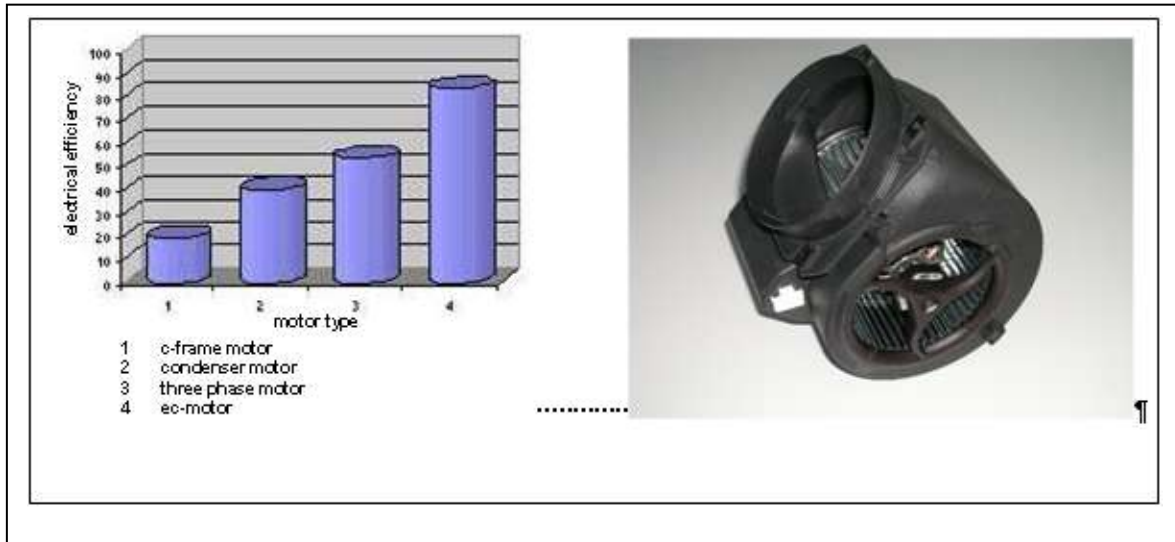 100
90
80
70
60
50
40
30
20
10
0
electrical efficiency
1 2 3 4
motor type
1 c-frame motor
2 condenser motor
3 three phase motor
4 ec-motor
¶